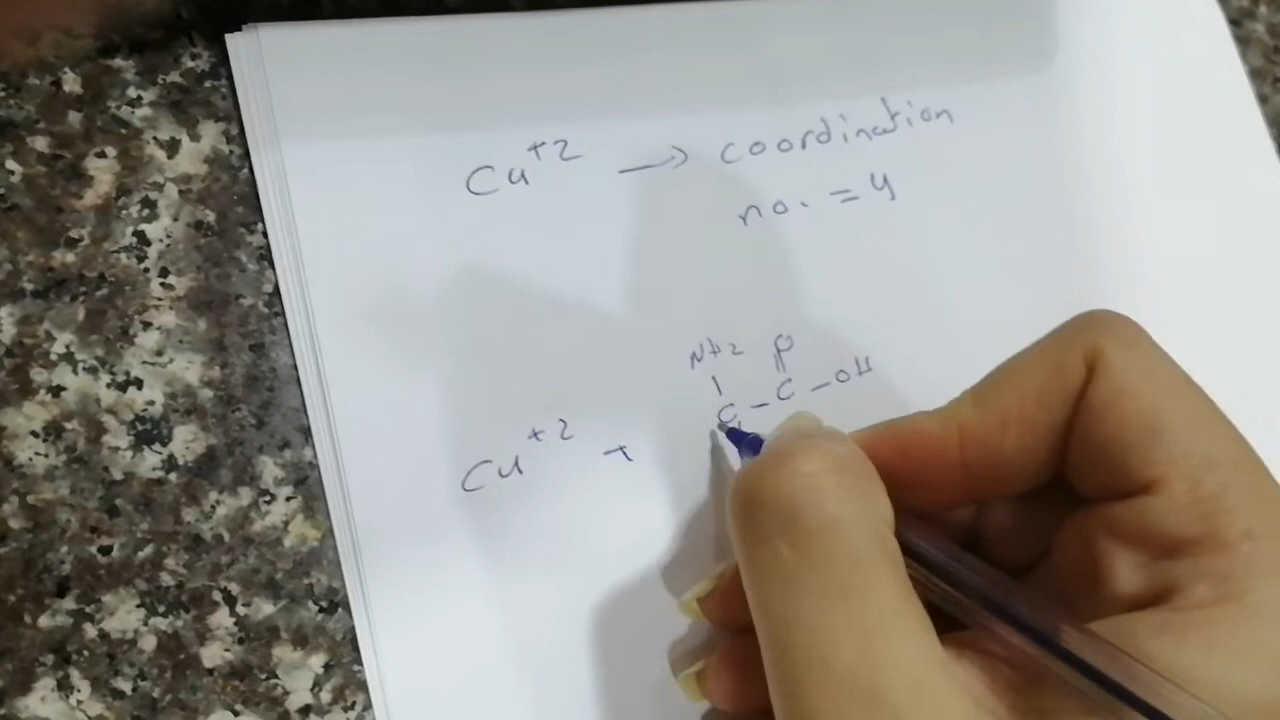 Cu+2 → coordination
no. = 4
NH2 O
C - C - OH
Cu+2 +